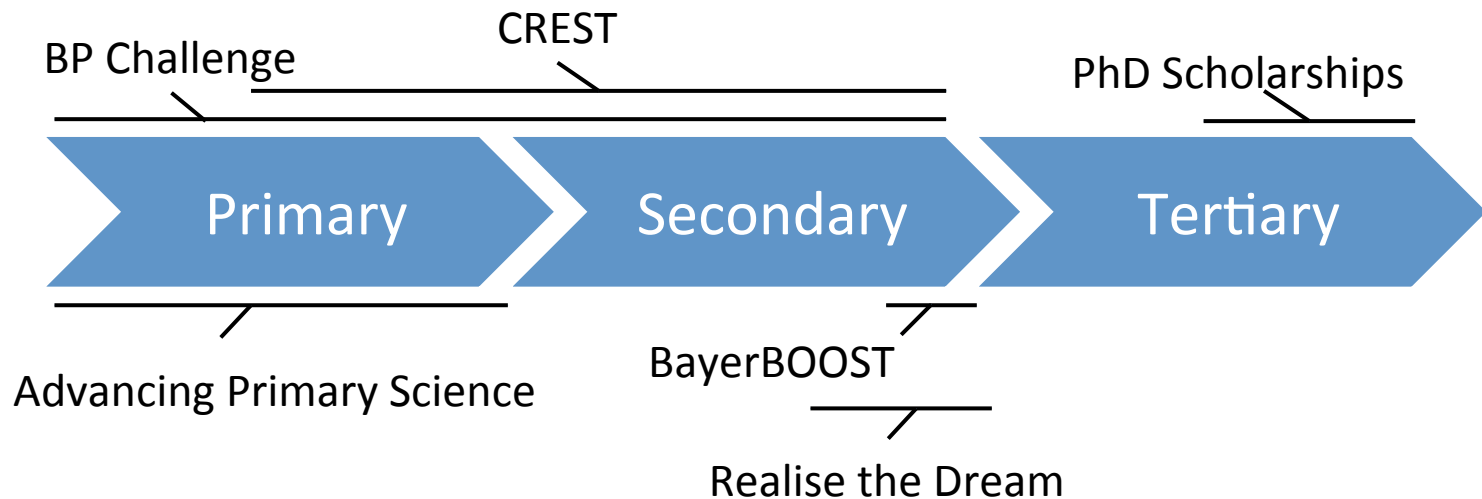 CREST
BP Challenge
PhD Scholarships
Primary
Secondary
Tertiary
BayerBOOST
Advancing Primary Science
Realise the Dream